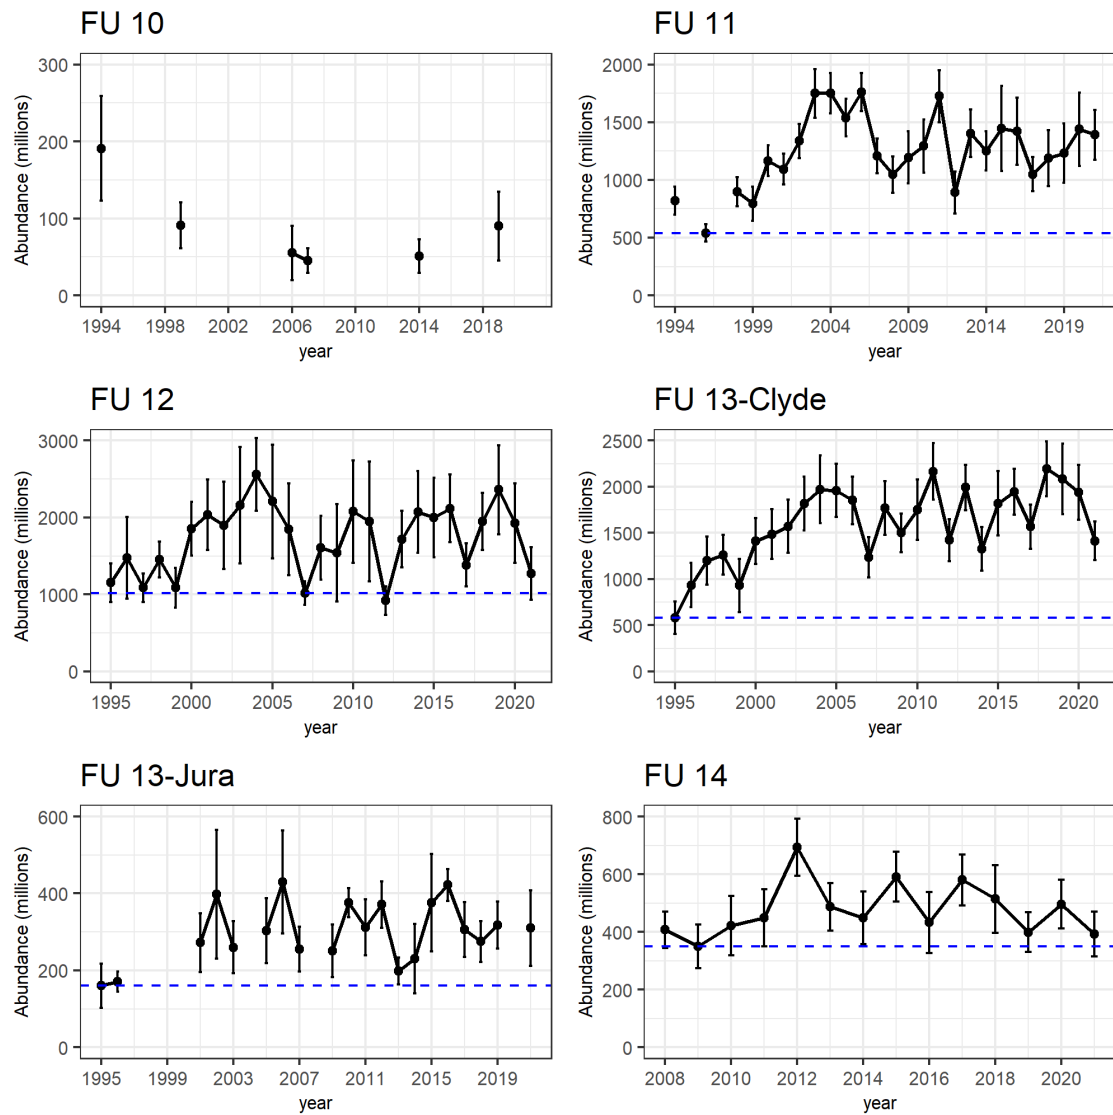 FU 10
Abundance (millions)
300
200
100
0
1994 1998 2002 2006 2010 2014 2018
year
FU 11
Abundance (millions)
2000
1500
1000
500
0
1994 1999 2004 2009 2014 2019
year
FU 12
Abundance (millions)
3000
2000
1000
0
1995 2000 2005 2010 2015 2020
year
FU 13-Clyde
Abundance (millions)
2500
2000
1500
1000
500
0
1995 2000 2005 2010 2015 2020
year
FU 13-Jura
Abundance (millions)
600
400
200
0
1995 1999 2003 2007 2011 2015 2019
year
FU 14
Abundance (millions)
800
600
400
200
0
2008 2010 2012 2014 2016 2018 2020
year